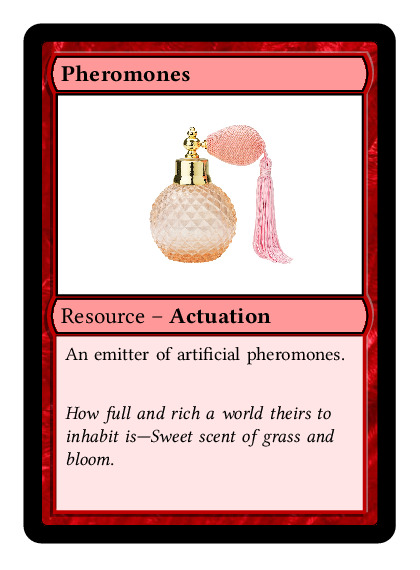 Pheromones
Resource – Actuation
An emitter of artificial pheromones.
How full and rich a world theirs to
inhabit is—Sweet scent of grass and
bloom.